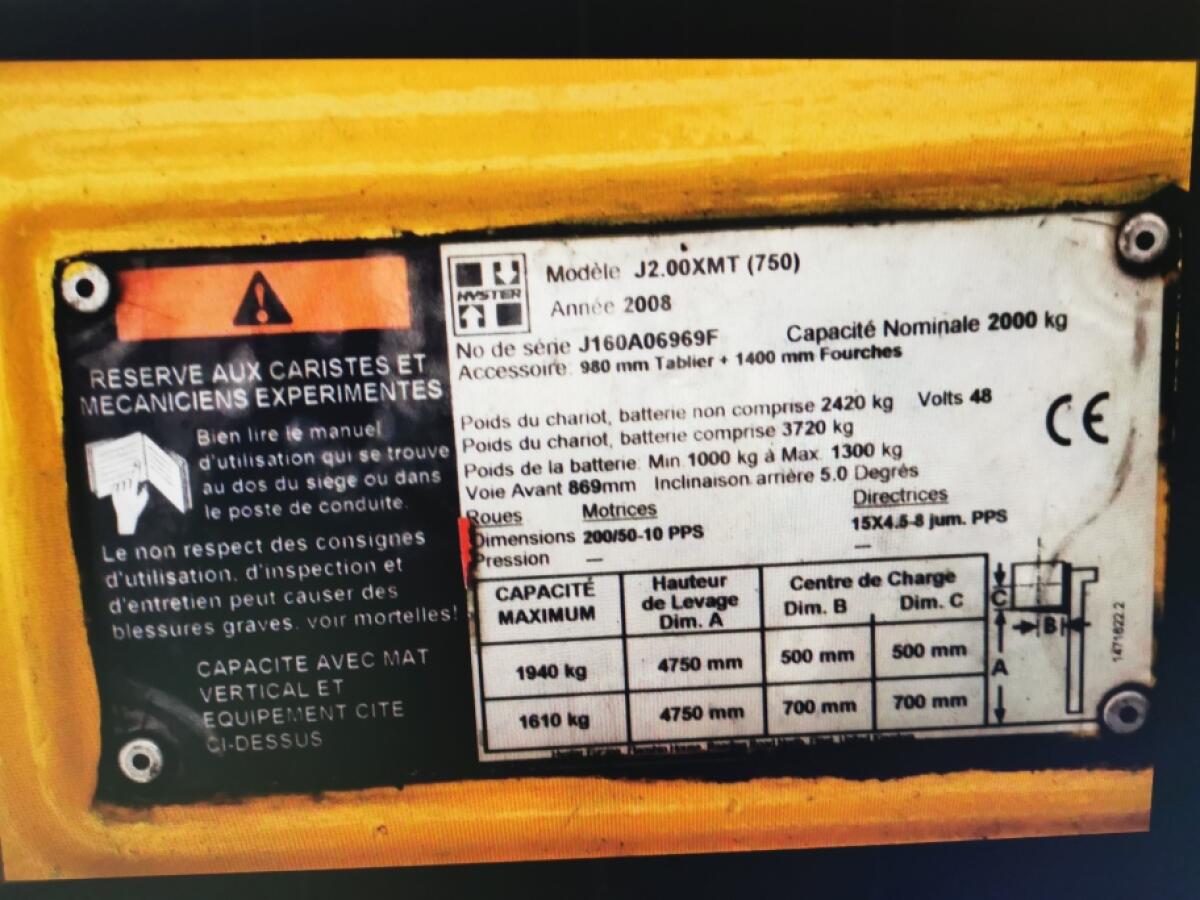 RESERVE AUX CARISTES ET
MECANICIENS EXPERIMENTES
Bien lire le manuel
d'utilisation qui se trouve
au dos du siege ou dans
le poste de conduite.
Le non respect des consignes
d'utilisation, d'inspection et
d'entretien peut causer des
blessures graves, voir mortelles!
CAPACITE AVEC MAT
VERTICAL ET
EQUIPEMENT CITE
CI-DESSUS
HYSTER
Modèle J2.00XMT (750)
Année 2008
No de série J160A06969F Capacité Nominale 2000 kg
Accessoire: 980 mm Tablier + 1400 mm Fourches
Poids du chariot, batterie non comprise 2420 kg Volts 48
Poids du chariot, batterie comprise 3720 kg
CE
Poids de la batterie: Min 1000 kg à Max 1300 kg
Voie Avant 869mm Inclinaison arrière 5.0 Degrés
Roues Motrices Directrices
Dimensions 200/50-10 PPS 15X4.5-8 jum. PPS
Pression — —
CAPACITÉ MAXIMUM Hauteur de Levage Dim. A Centre de Charge Dim. B Dim. C
1940 kg 4750 mm 500 mm 500 mm
1610 kg 4750 mm 700 mm 700 mm
C
B
A
1471622.2